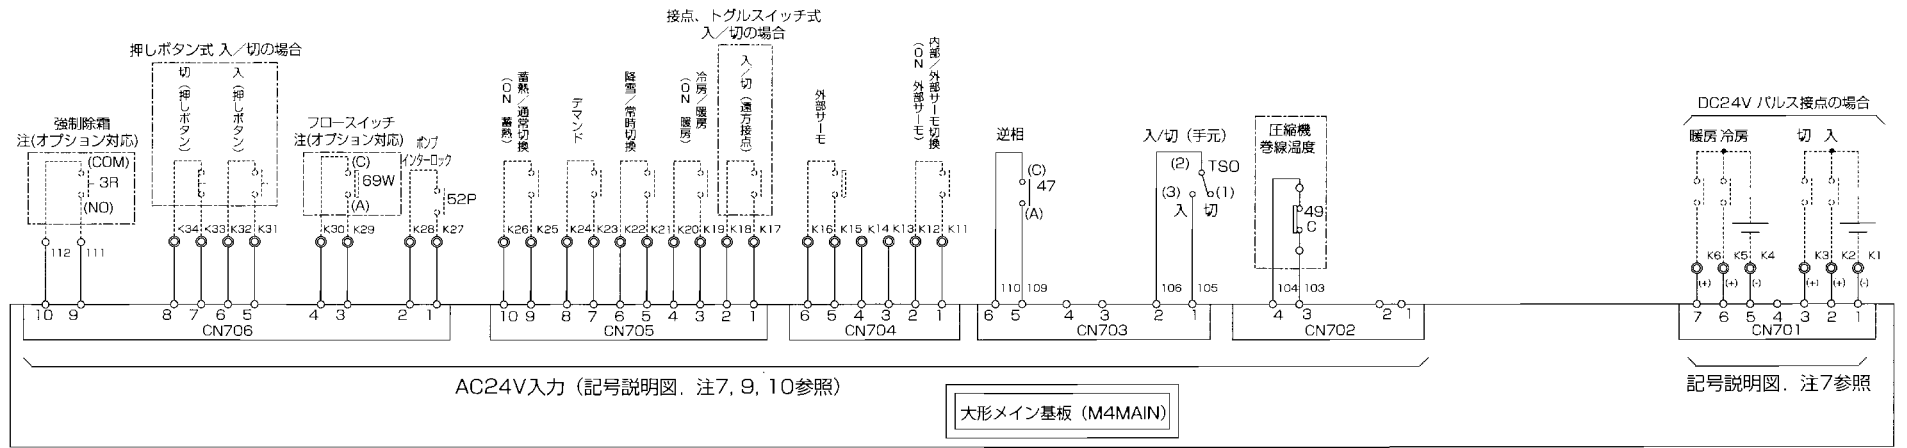 接点、トグルスイッチ式
入／切の場合
押しボタン式 入／切の場合
切（押しボタン）
入（押しボタン）
強制除霜
注(オプション対応)
(COM)
3R
(NO)
フロースイッチ
注(オプション対応)
(C)
69W
(A)
ポンプ
インターロック
52P
蓄熱／通常切換
（ON 蓄熱）
デマンド
降雪／常時切換
冷房／暖房
（ON 暖房）
入／切（遠方接点）
外部サーモ
内部／外部サーモ切換
（ON 外部サーモ）
逆相
(C)
47
(A)
入/切（手元）
(2) TSO
(3) (1)
入 切
圧縮機
巻線温度
49
C
DC24V パルス接点の場合
暖房 冷房 切 入
112 111 K34 K33 K32 K31 K30 K29 K28 K27 K26 K25 K24 K23 K22 K21 K20 K19 K18 K17 K16 K15 K14 K13 K12 K11 K6 K5 K4 K3 K2 K1
110 109 106 105 104 103 (+) (+) (-) (+) (+) (-)
10 9 8 7 6 5 4 3 2 1 10 9 8 7 6 5 4 3 2 1 6 5 4 3 2 1 6 5 4 3 2 1 4 3 2 1 7 6 5 4 3 2 1
CN706 CN705 CN704 CN703 CN702 CN701
AC24V入力（記号説明図．注7, 9, 10参照）
記号説明図．注7参照
大形メイン基板（M4MAIN）